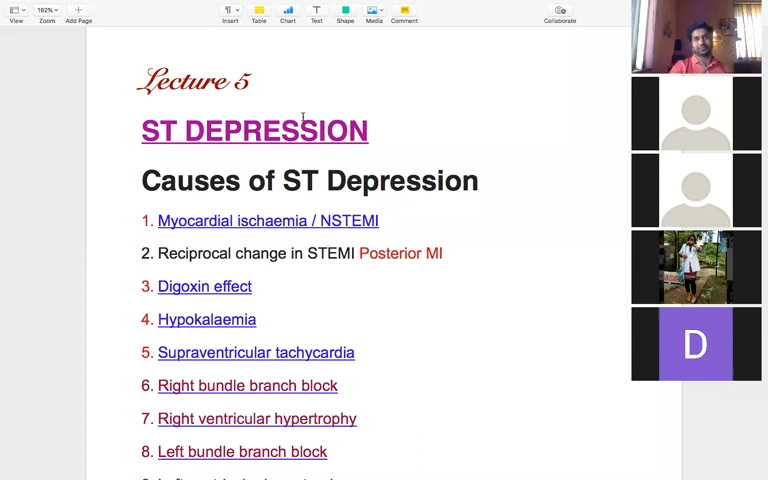 View
182%
Zoom
Add Page
Insert
Table
Chart
Text
Shape
Media
Comment
Collaborate
Lecture 5
ST DEPRESSION
Causes of ST Depression
1. Myocardial ischaemia / NSTEMI
2. Reciprocal change in STEMI Posterior MI
3. Digoxin effect
4. Hypokalaemia
5. Supraventricular tachycardia
6. Right bundle branch block
7. Right ventricular hypertrophy
8. Left bundle branch block
D